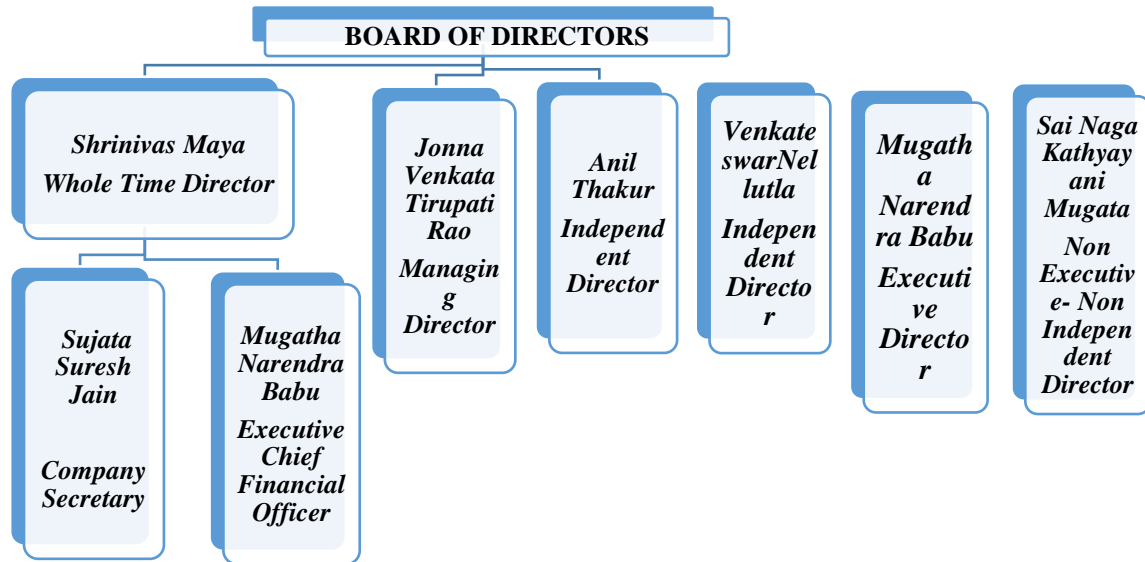 BOARD OF DIRECTORS
Shrinivas Maya
Whole Time Director
Jonna
Venkata
Tirupati
Rao
Managin
g
Director
Anil
Thakur
Independ
ent
Director
Venkate
swarNel
lutla
Indepen
dent
Directo
r
Mugath
a
Narend
ra Babu
Executi
ve
Directo
r
Sai Naga
Kathyay
ani
Mugata
Non
Executiv
e- Non
Indepen
dent
Director
Sujata
Suresh
Jain
Company
Secretary
Mugatha
Narendra
Babu
Executive
Chief
Financial
Officer